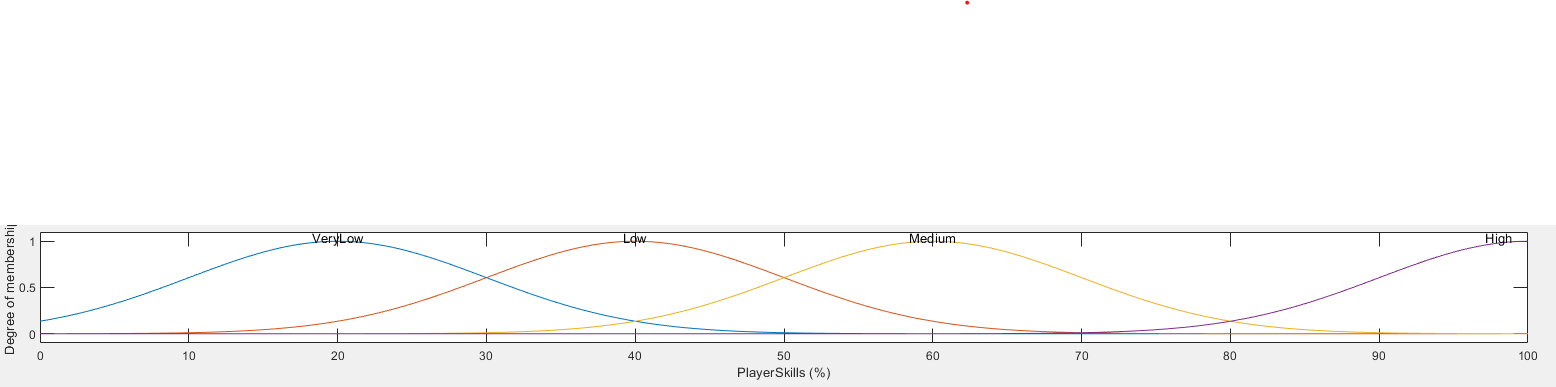 VeryLow Low Medium High
Degree of membership
1
0.5
0
0 10 20 30 40 50 60 70 80 90 100
PlayerSkills (%)